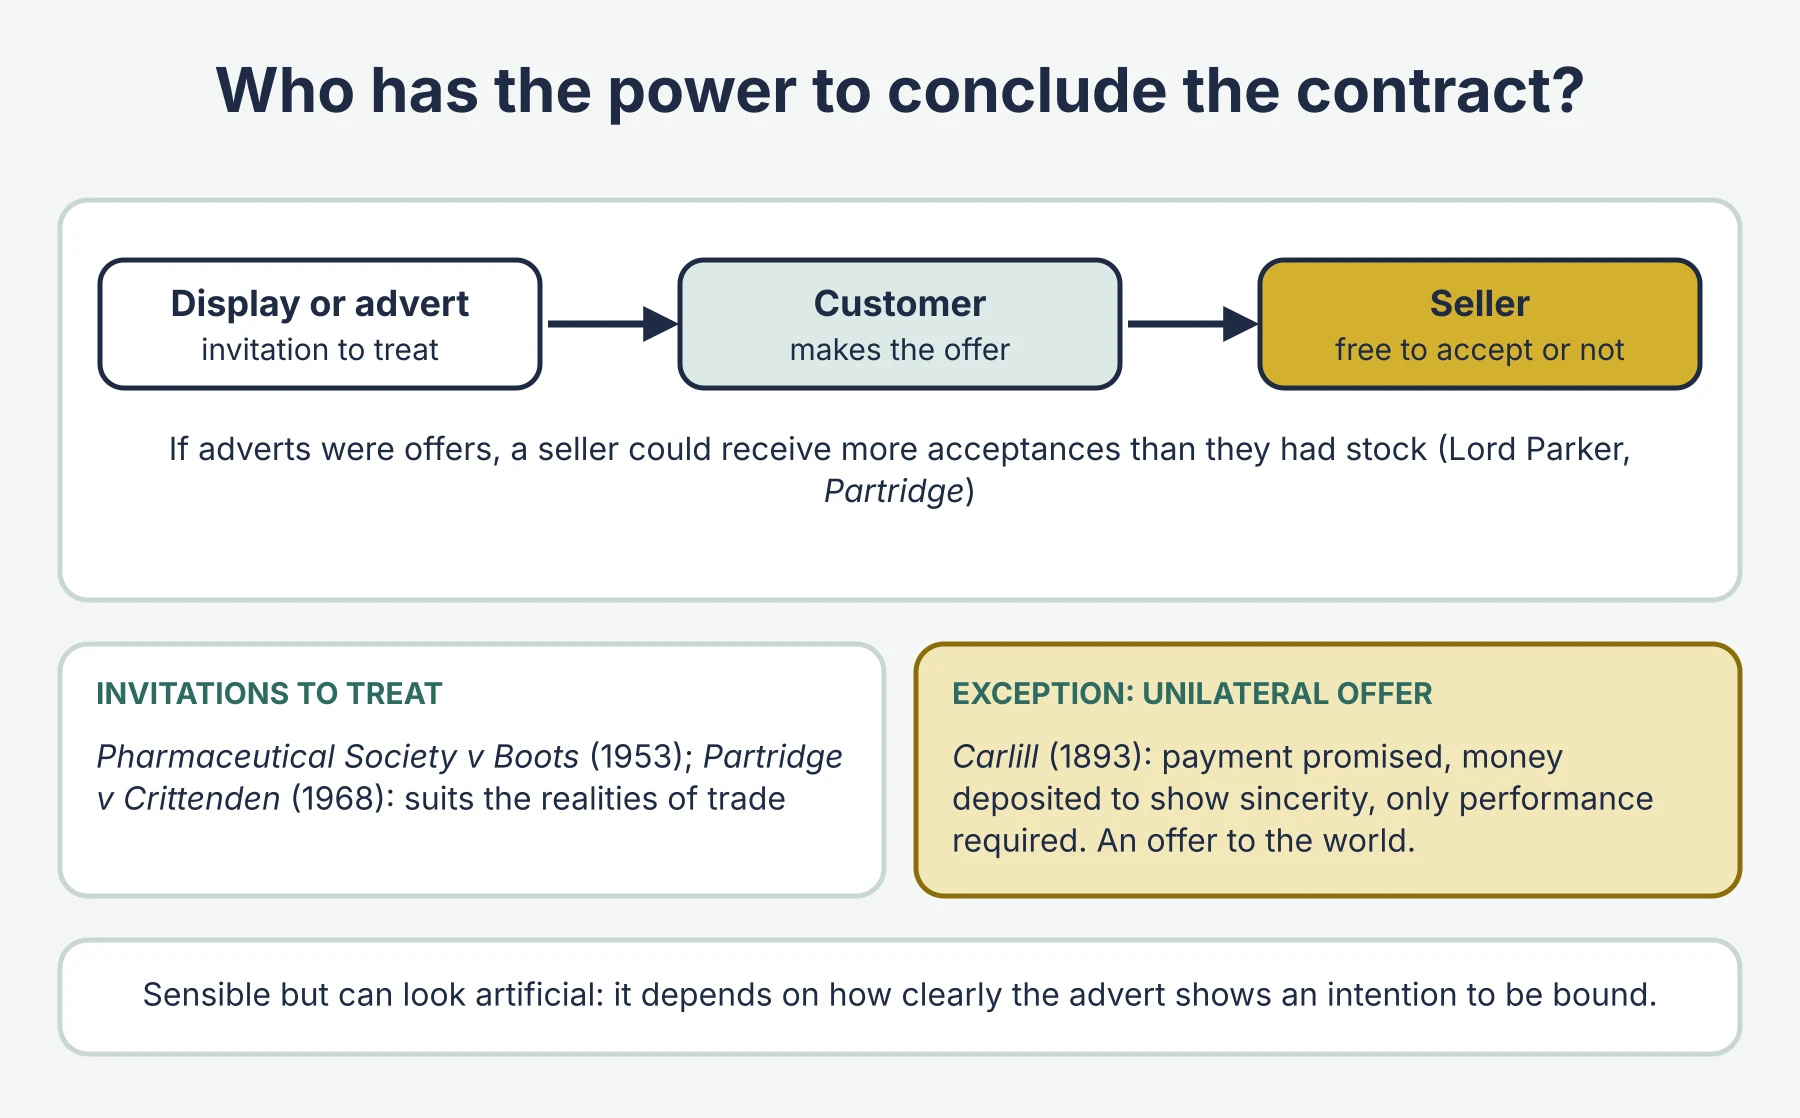 Who has the power to conclude the contract?
Display or advert
invitation to treat
Customer
makes the offer
Seller
free to accept or not
If adverts were offers, a seller could receive more acceptances than they had stock (Lord Parker,
Partridge)
INVITATIONS TO TREAT
Pharmaceutical Society v Boots (1953); Partridge
v Crittenden (1968): suits the realities of trade
EXCEPTION: UNILATERAL OFFER
Carlill (1893): payment promised, money
deposited to show sincerity, only performance
required. An offer to the world.
Sensible but can look artificial: it depends on how clearly the advert shows an intention to be bound.